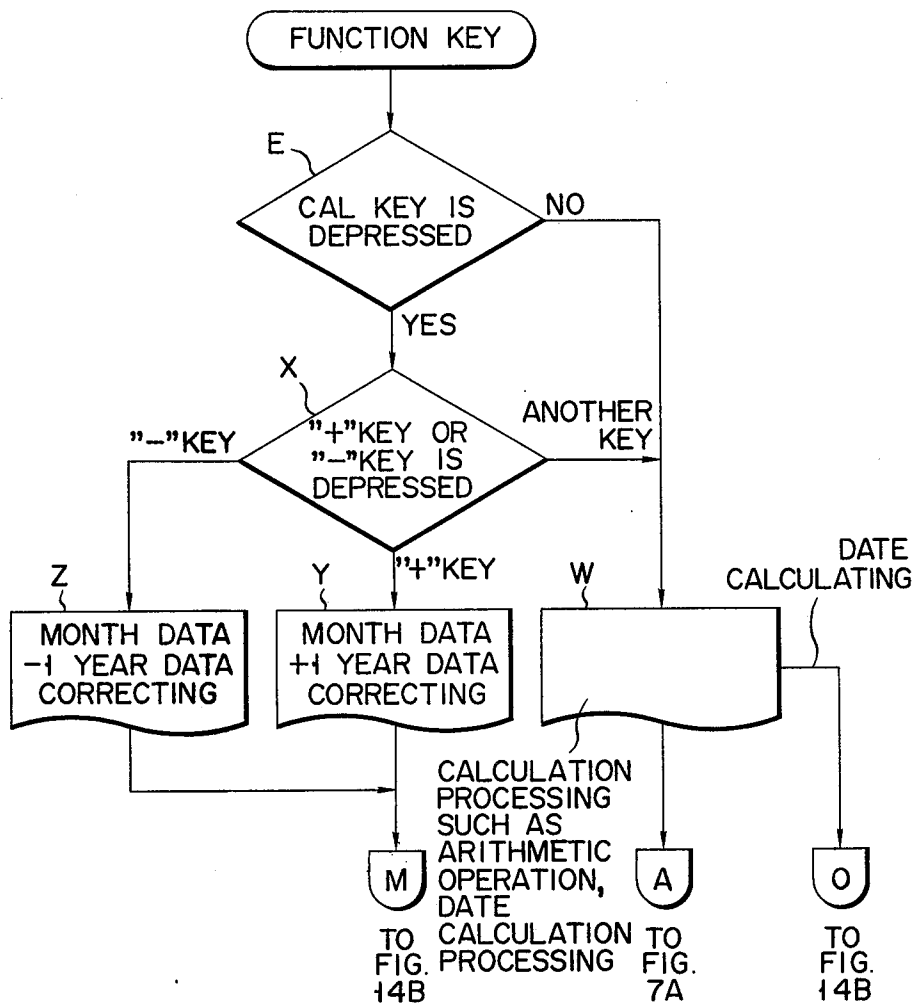 FUNCTION KEY
E
CAL KEY IS
DEPRESSED
NO
YES
X
"+"KEY OR
"-"KEY IS
DEPRESSED
"-"KEY
ANOTHER
KEY
"+"KEY
DATE
CALCULATING
Z
MONTH DATA
-1 YEAR DATA
CORRECTING
Y
MONTH DATA
+1 YEAR DATA
CORRECTING
W
CALCULATION
PROCESSING
SUCH AS
ARITHMETIC
OPERATION,
DATE
CALCULATION
PROCESSING
M
TO
FIG.
14B
A
TO
FIG.
7A
O
TO
FIG.
14B